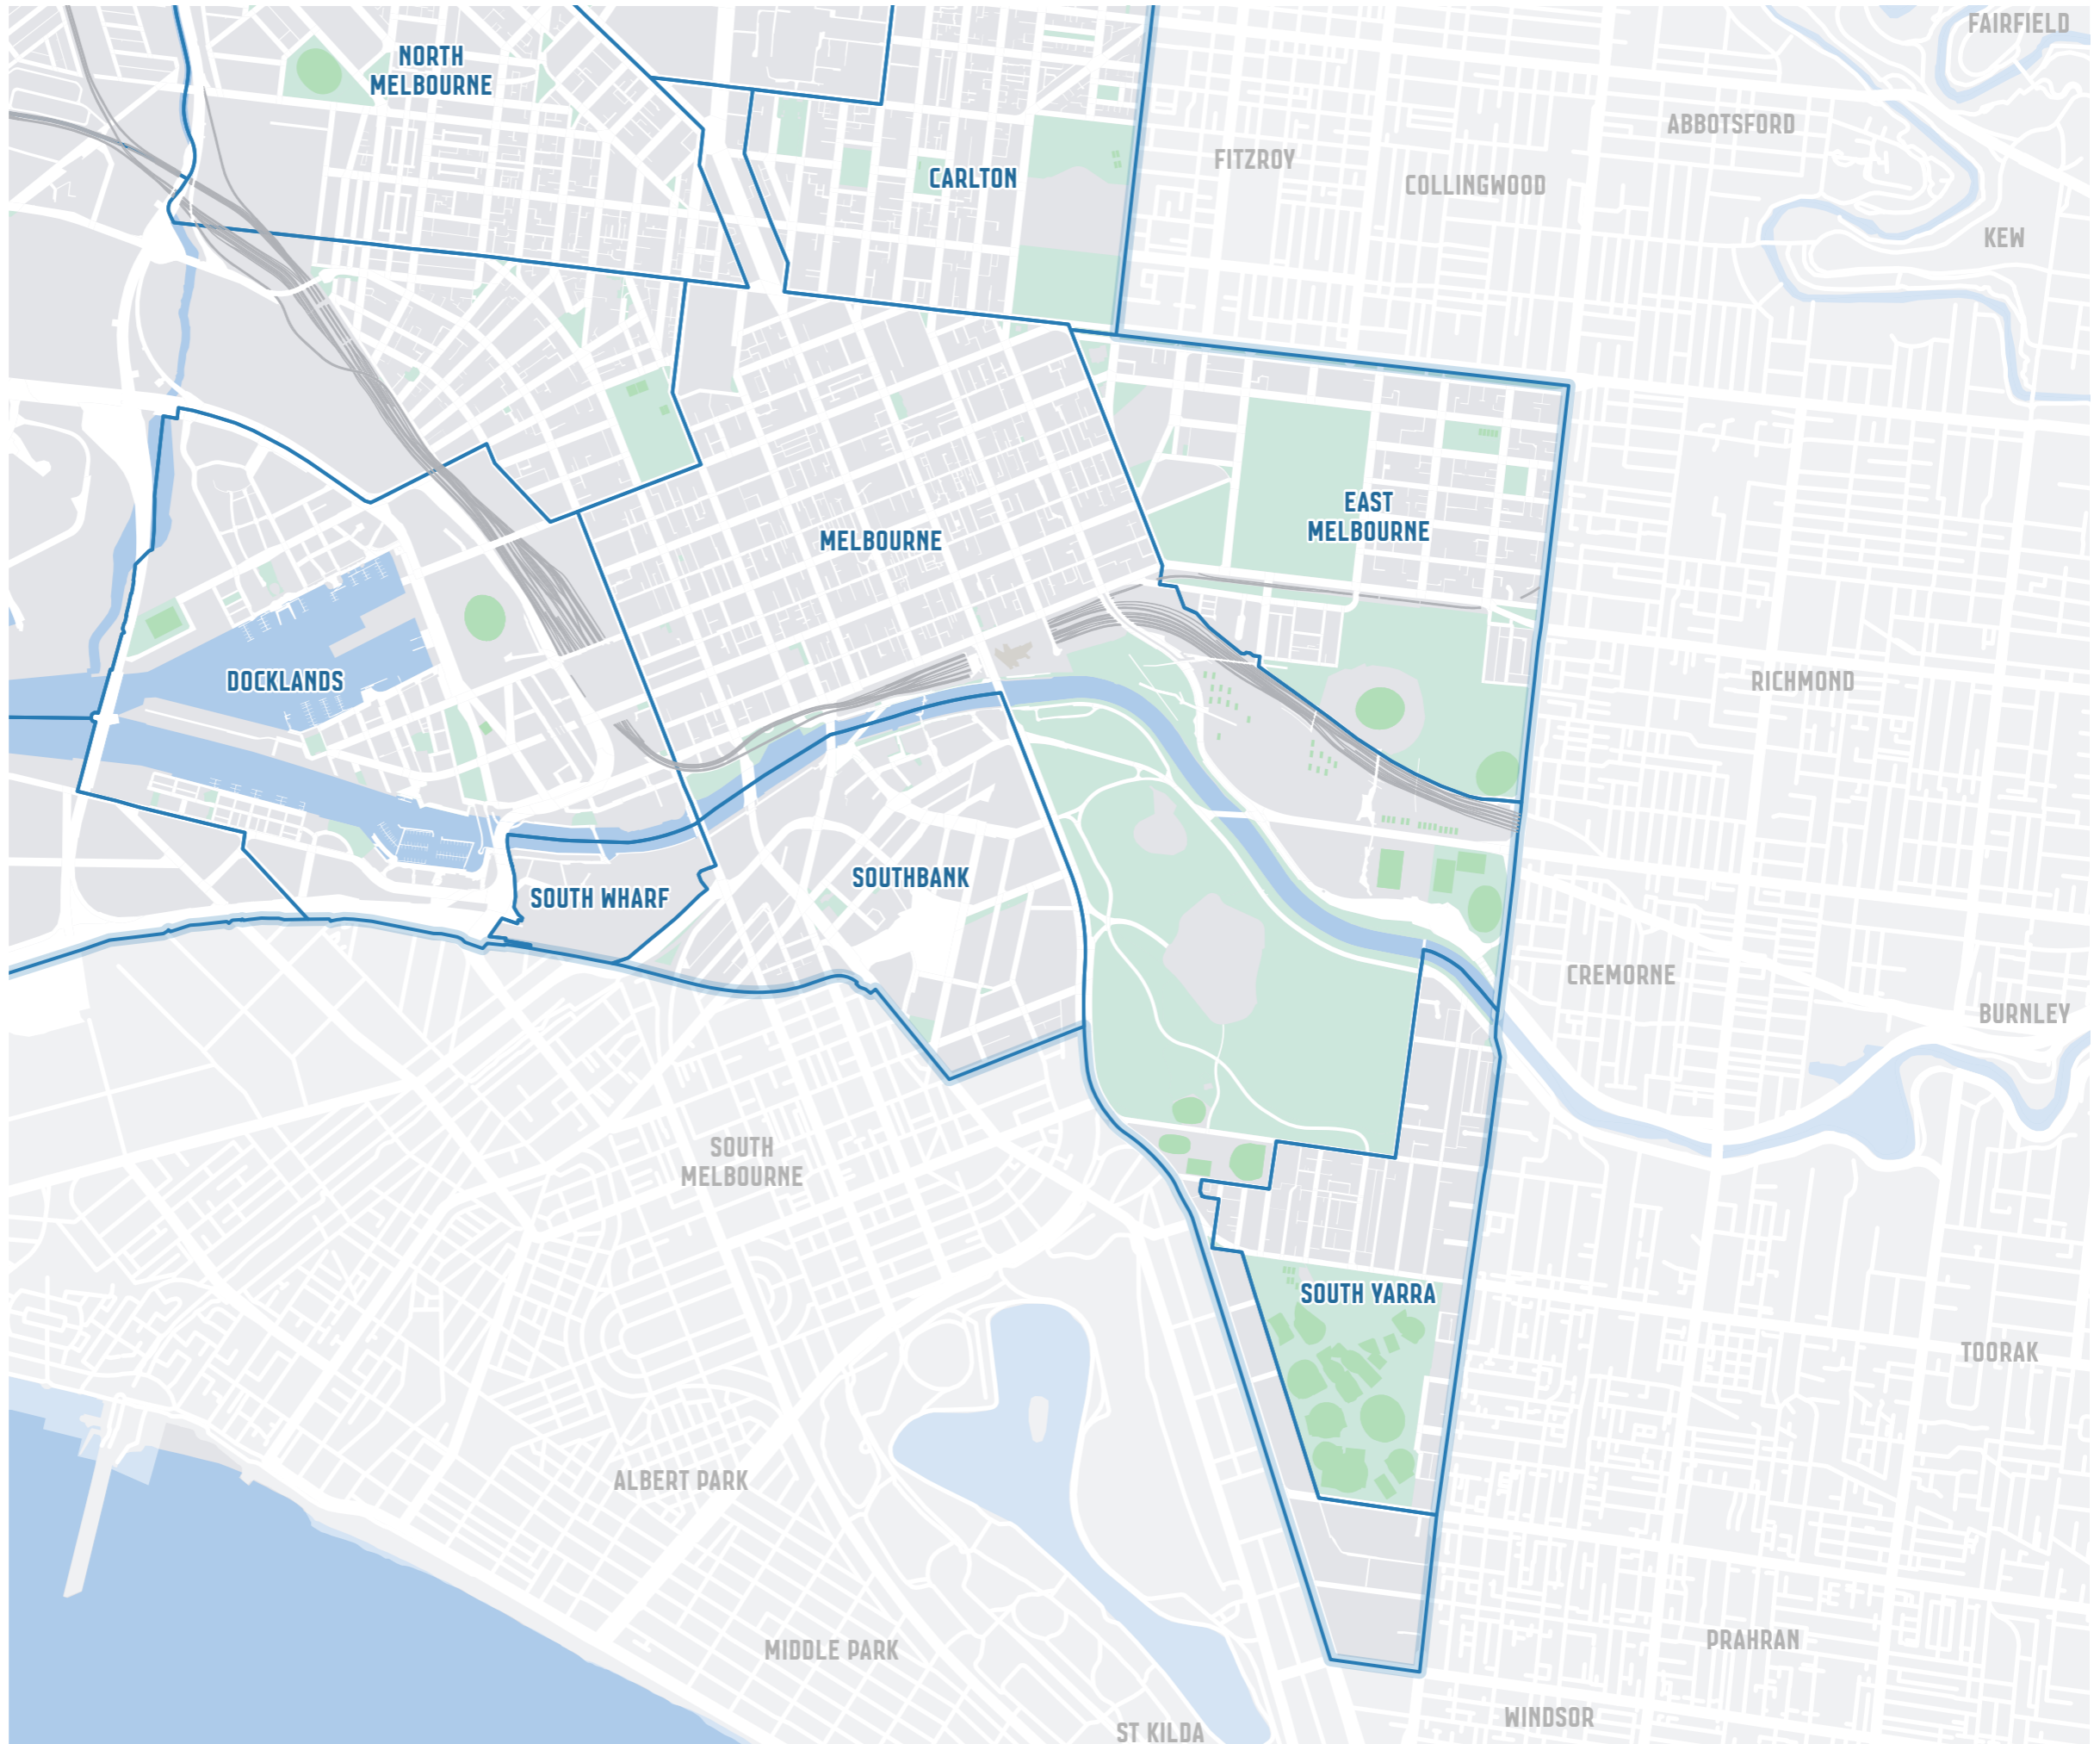 FAIRFIELD
NORTH
MELBOURNE
ABBOTSFORD
FITZROY
CARLTON
COLLINGWOOD
KEW
EAST
MELBOURNE
MELBOURNE
DOCKLANDS
RICHMOND
SOUTHBANK
SOUTH WHARF
CREMORNE
BURNLEY
SOUTH
MELBOURNE
SOUTH YARRA
TOORAK
ALBERT PARK
PRAHRAN
MIDDLE PARK
WINDSOR
ST KILDA